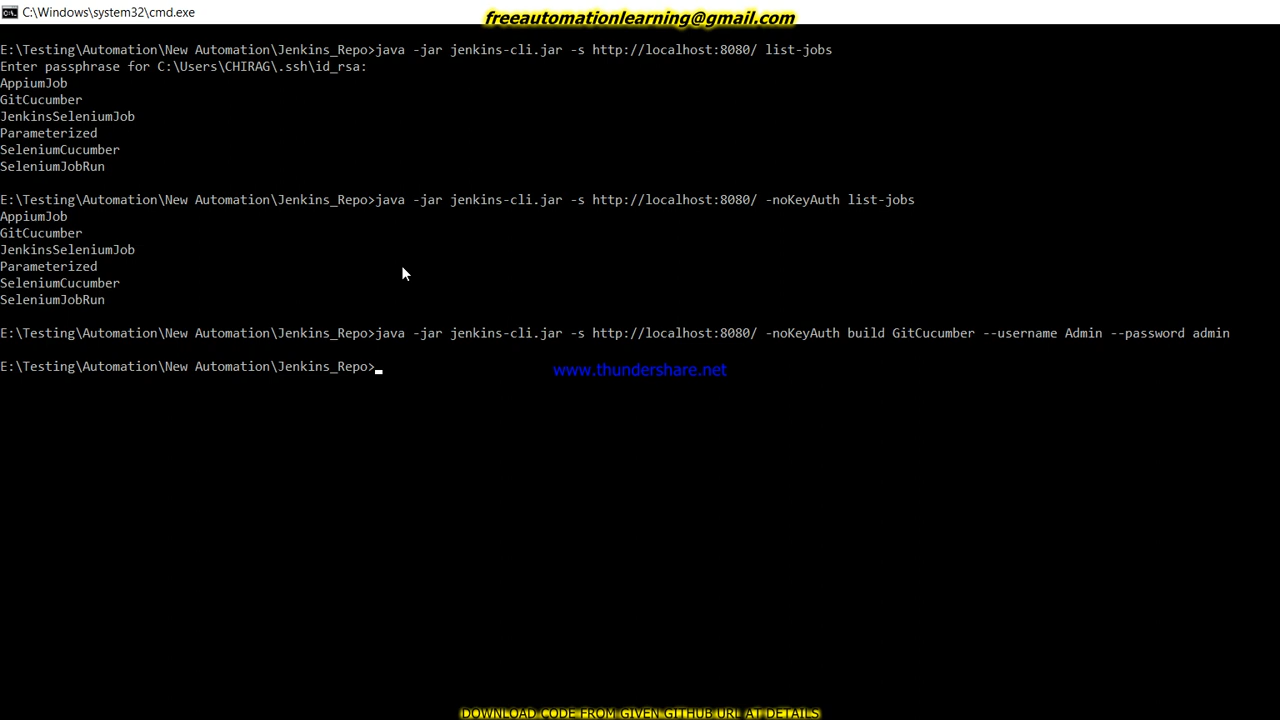 C:\Windows\system32\cmd.exe
freeautomationlearning@gmail.com
E:\Testing\Automation\New Automation\Jenkins_Repo>java -jar jenkins-cli.jar -s http://localhost:8080/ list-jobs
Enter passphrase for C:\Users\CHIRAG\.ssh\id_rsa:
AppiumJob
GitCucumber
JenkinsSeleniumJob
Parameterized
SeleniumCucumber
SeleniumJobRun
E:\Testing\Automation\New Automation\Jenkins_Repo>java -jar jenkins-cli.jar -s http://localhost:8080/ -noKeyAuth list-jobs
AppiumJob
GitCucumber
JenkinsSeleniumJob
Parameterized
SeleniumCucumber
SeleniumJobRun
E:\Testing\Automation\New Automation\Jenkins_Repo>java -jar jenkins-cli.jar -s http://localhost:8080/ -noKeyAuth build GitCucumber --username Admin --password admin
E:\Testing\Automation\New Automation\Jenkins_Repo>
www.thundershare.net
DOWNLOAD CODE FROM GIVEN GITHUB URL AT DETAILS